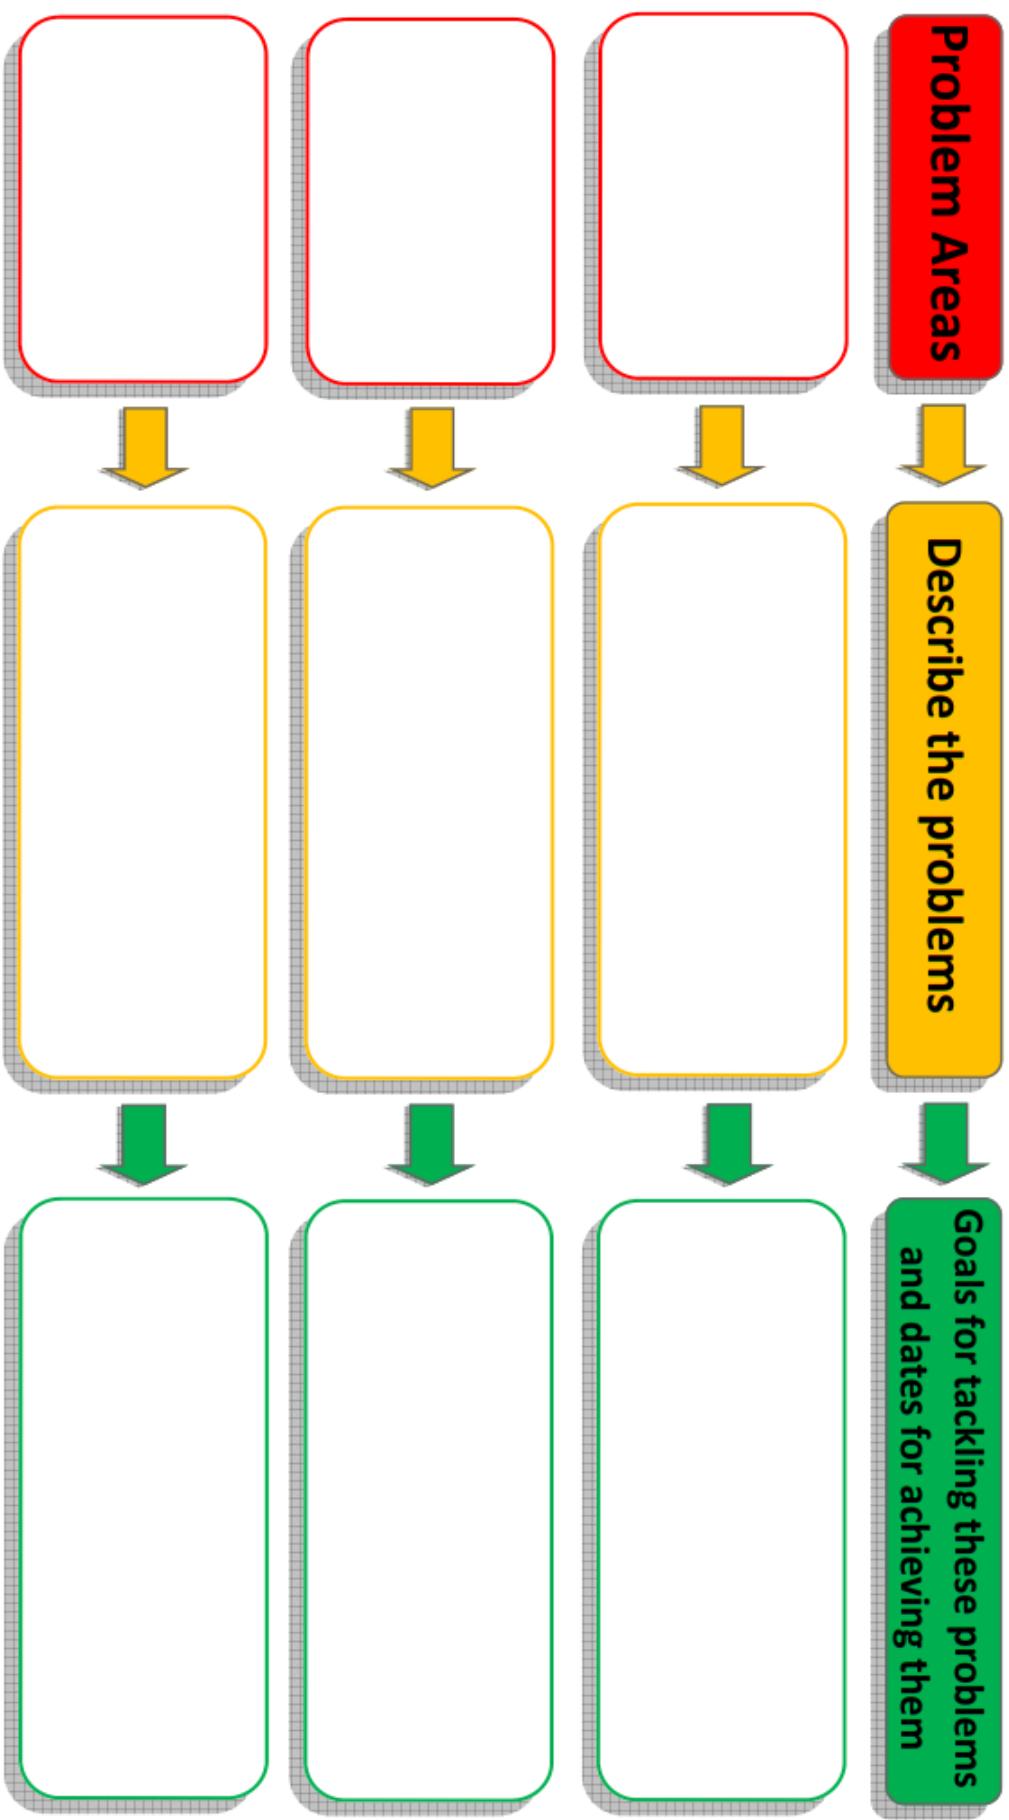 Problem Areas
Describe the problems
Goals for tackling these problems
and dates for achieving them